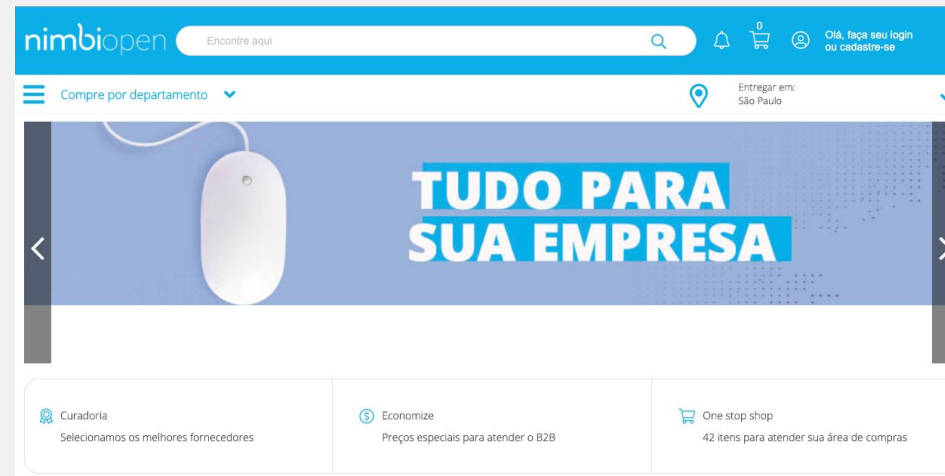 nimbiopen
Encontre aqui
0
Olá, faça seu login
ou cadastre-se
Compre por departamento
Entregar em:
São Paulo
TUDO PARA
SUA EMPRESA
Curadoria
Selecionamos os melhores fornecedores
Economize
Preços especiais para atender o B2B
One stop shop
42 itens para atender sua área de compras